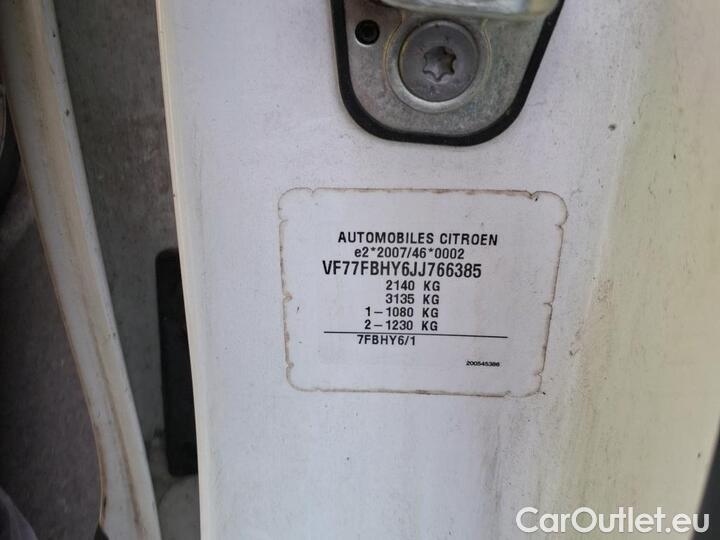 AUTOMOBILES CITROEN
e2*2007/46*0002
VF77FBHY6JJ766385
2140 KG
3135 KG
1-1080 KG
2-1230 KG
7FBHY6/1
200545386
CarOutlet.eu